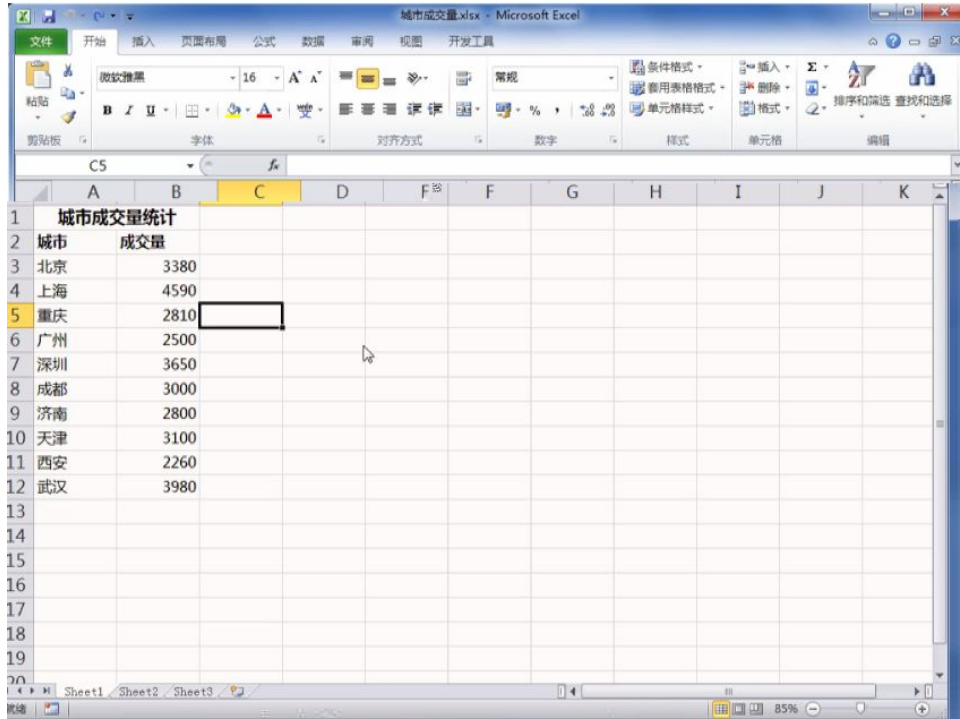 城市成交量.xlsx - Microsoft Excel
文件 开始 插入 页面布局 公式 数据 审阅 视图 开发工具
微软雅黑 16 常规 条件格式 插入
粘贴 套用表格格式 删除 排序和筛选 查找和选择
B I U % 单元格样式 格式
剪贴板 字体 对齐方式 数字 样式 单元格 编辑
C5 fx
A B C D F F G H I J K
1 城市成交量统计
2 城市 成交量
3 北京 3380
4 上海 4590
5 重庆 2810
6 广州 2500
7 深圳 3650
8 成都 3000
9 济南 2800
10 天津 3100
11 西安 2260
12 武汉 3980
13
14
15
16
17
18
19
20
Sheet1 Sheet2 Sheet3
就绪 85%